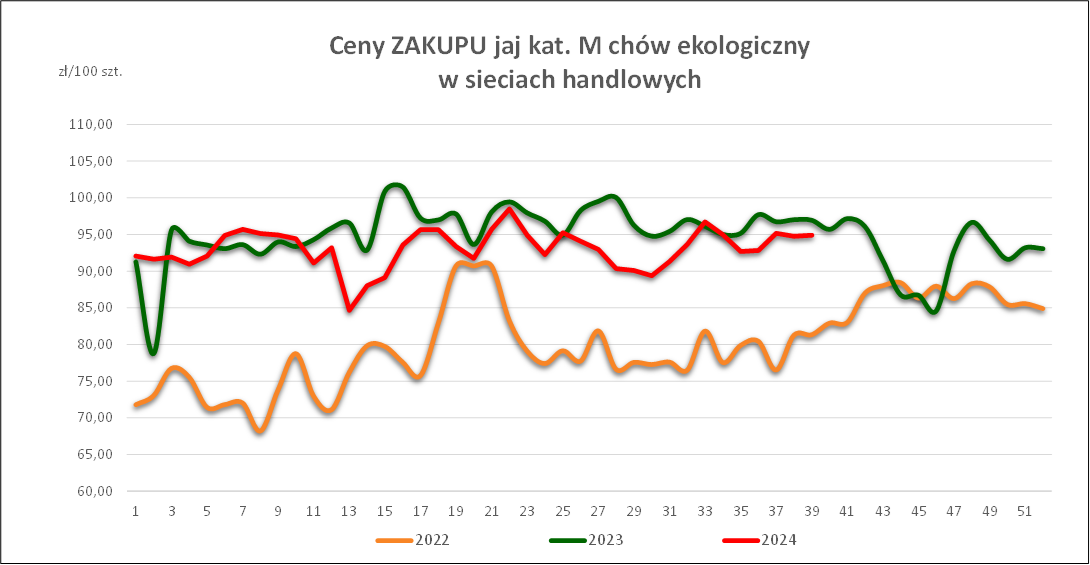 Ceny ZAKUPU jaj kat. M chów ekologiczny
w sieciach handlowych
zł/100 szt.
110,00
105,00
100,00
95,00
90,00
85,00
80,00
75,00
70,00
65,00
60,00
1 3 5 7 9 11 13 15 17 19 21 23 25 27 29 31 33 35 37 39 41 43 45 47 49 51
2022 2023 2024